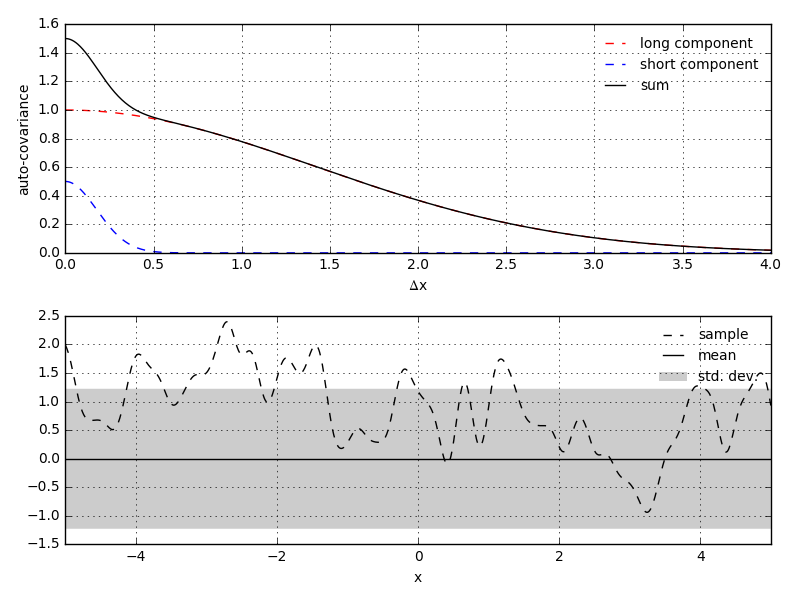 1.6
1.4
1.2
1.0
0.8
0.6
0.4
0.2
0.0
auto-covariance
long component
short component
sum
0.0 0.5 1.0 1.5 2.0 2.5 3.0 3.5 4.0
Δx
2.5
2.0
1.5
1.0
0.5
0.0
−0.5
−1.0
−1.5
sample
mean
std. dev.
−4 −2 0 2 4
x